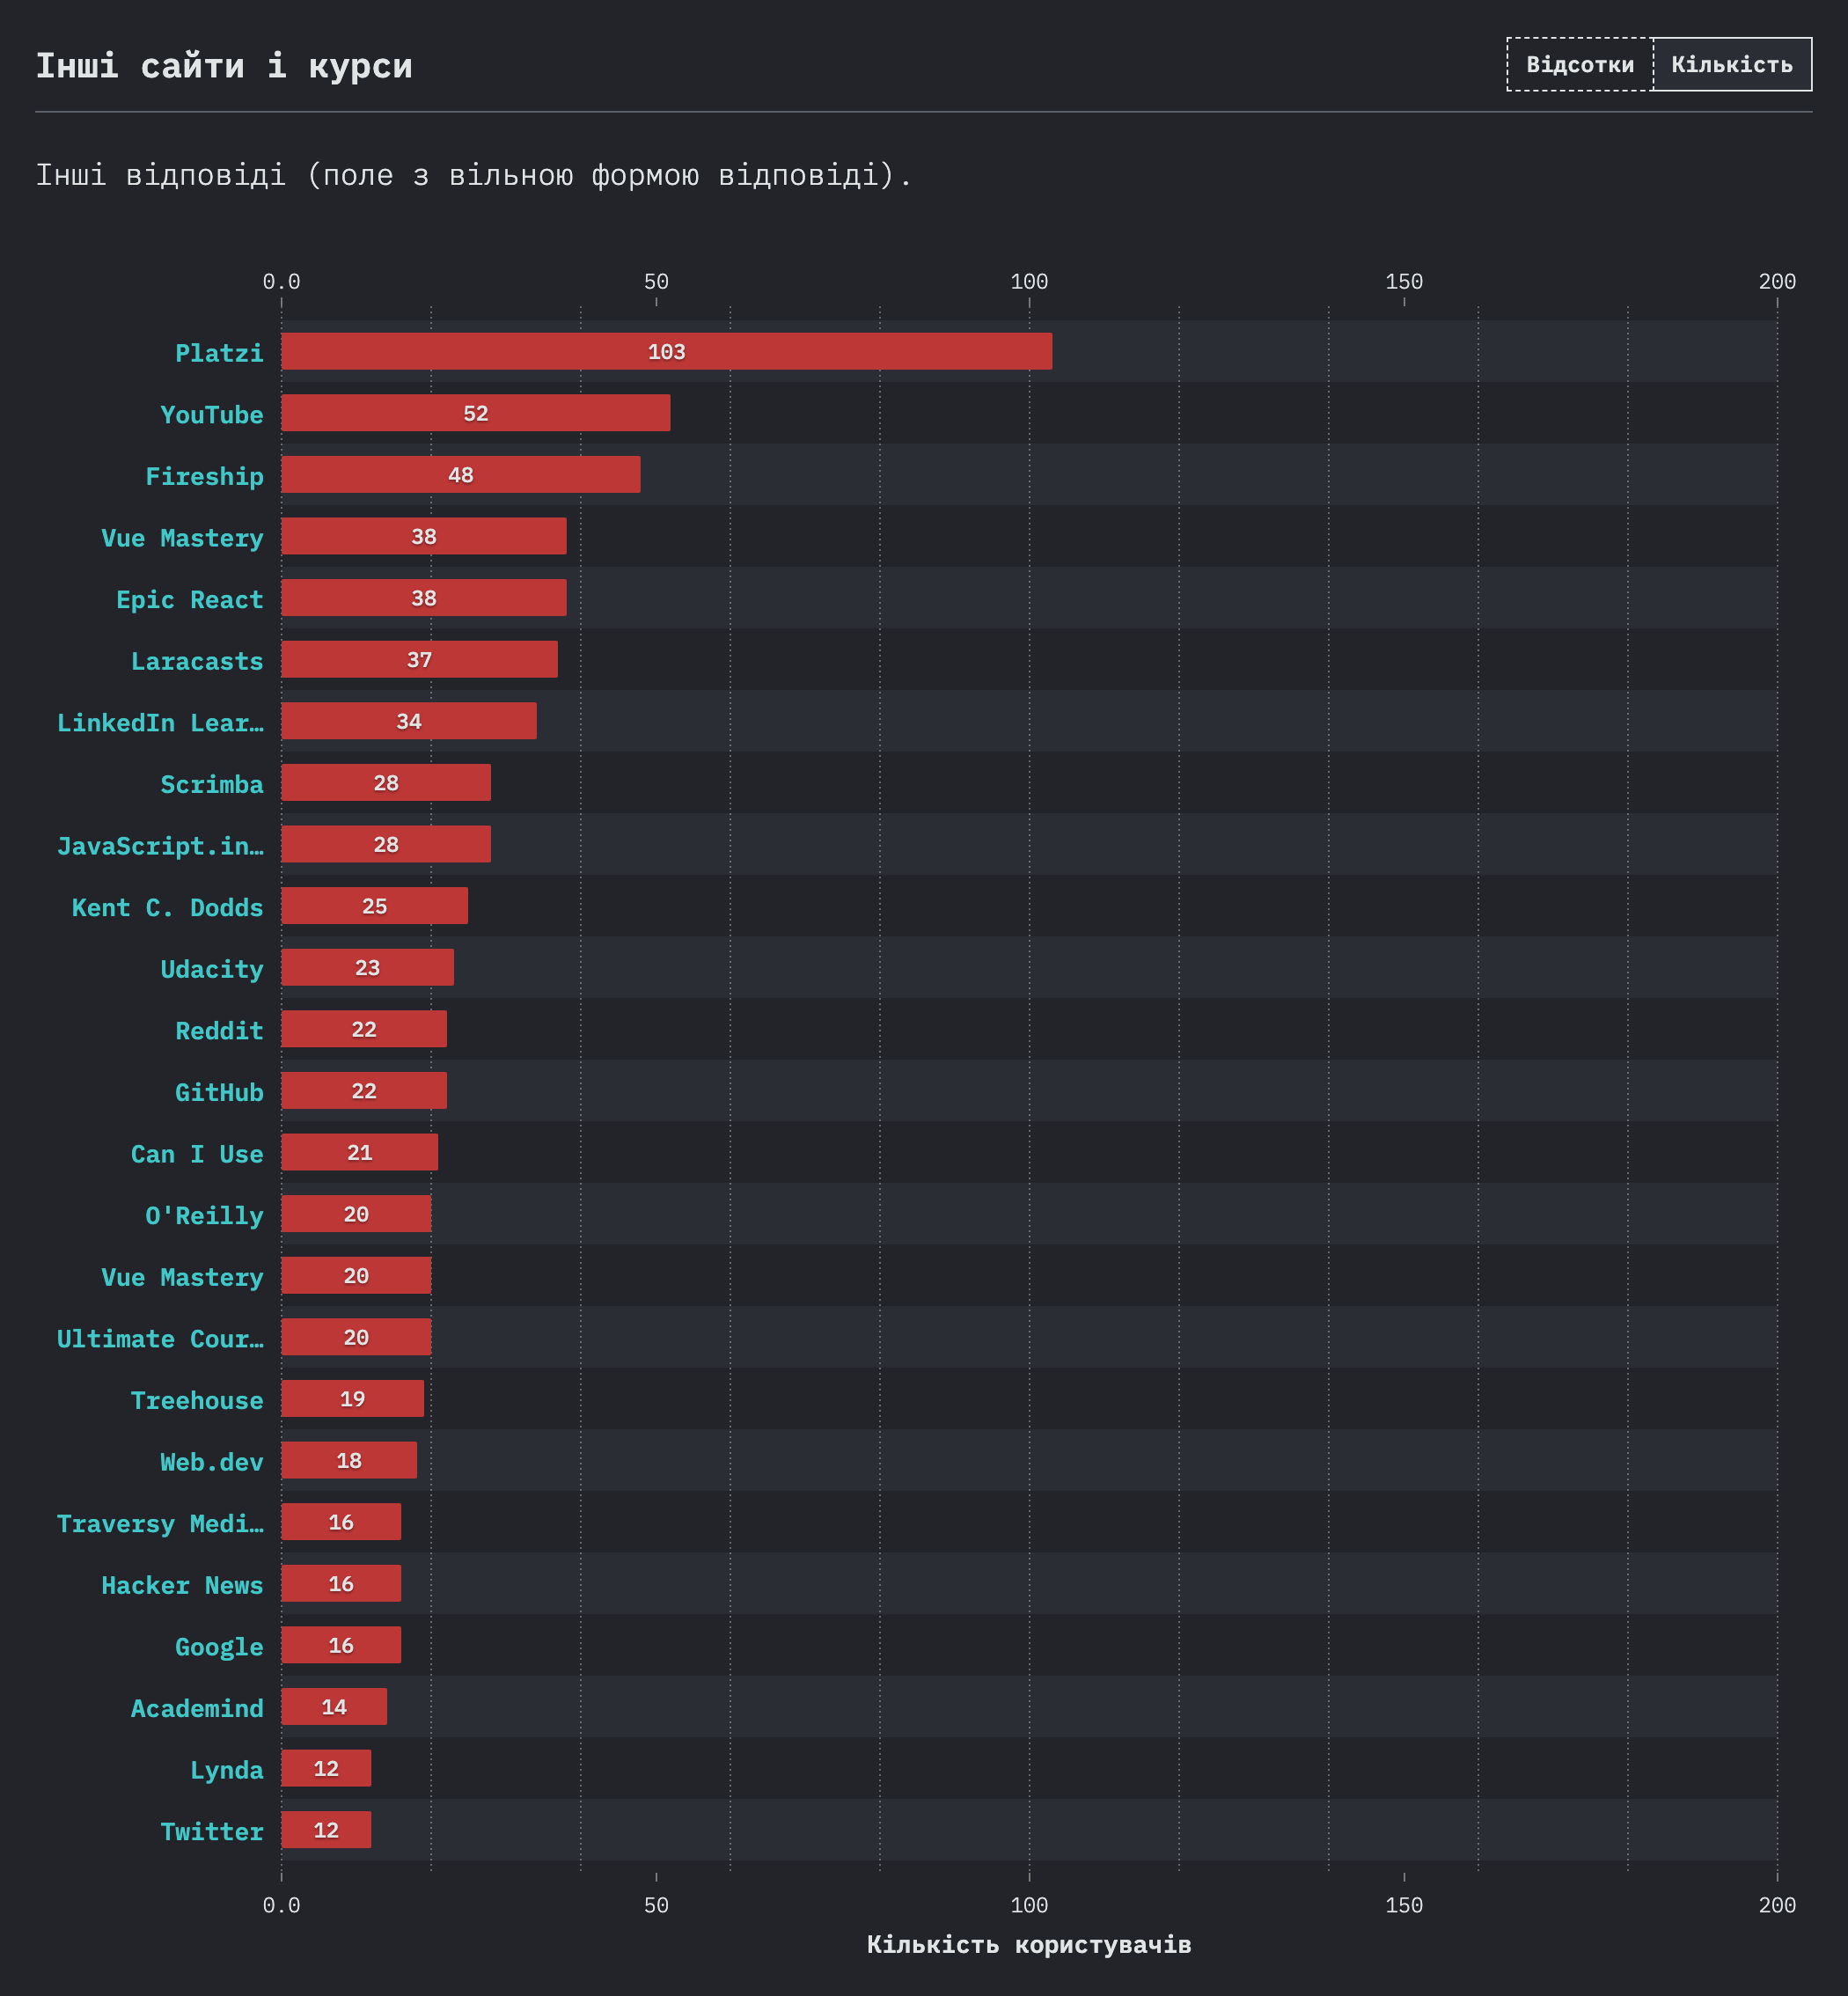 Інші сайти і курси
Відсотки Кількість
Інші відповіді (поле з вільною формою відповіді).
0.0 50 100 150 200
Platzi 103
YouTube 52
Fireship 48
Vue Mastery 38
Epic React 38
Laracasts 37
LinkedIn Lear… 34
Scrimba 28
JavaScript.in… 28
Kent C. Dodds 25
Udacity 23
Reddit 22
GitHub 22
Can I Use 21
O'Reilly 20
Vue Mastery 20
Ultimate Cour… 20
Treehouse 19
Web.dev 18
Traversy Medi… 16
Hacker News 16
Google 16
Academind 14
Lynda 12
Twitter 12
0.0 50 100 150 200
Кількість користувачів